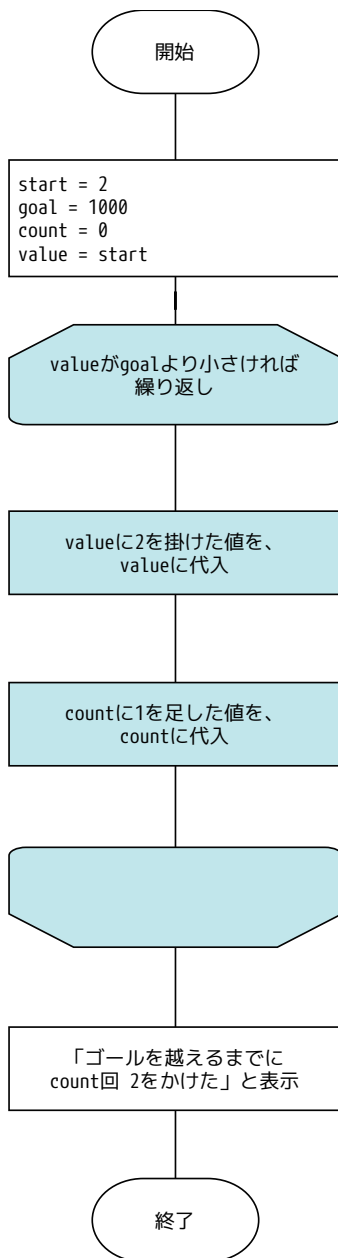 開始
start = 2
goal = 1000
count = 0
value = start
valueがgoalより小さければ
繰り返し
valueに2を掛けた値を、
valueに代入
countに1を足した値を、
countに代入
「ゴールを越えるまでに
count回 2をかけた」と表示
終了